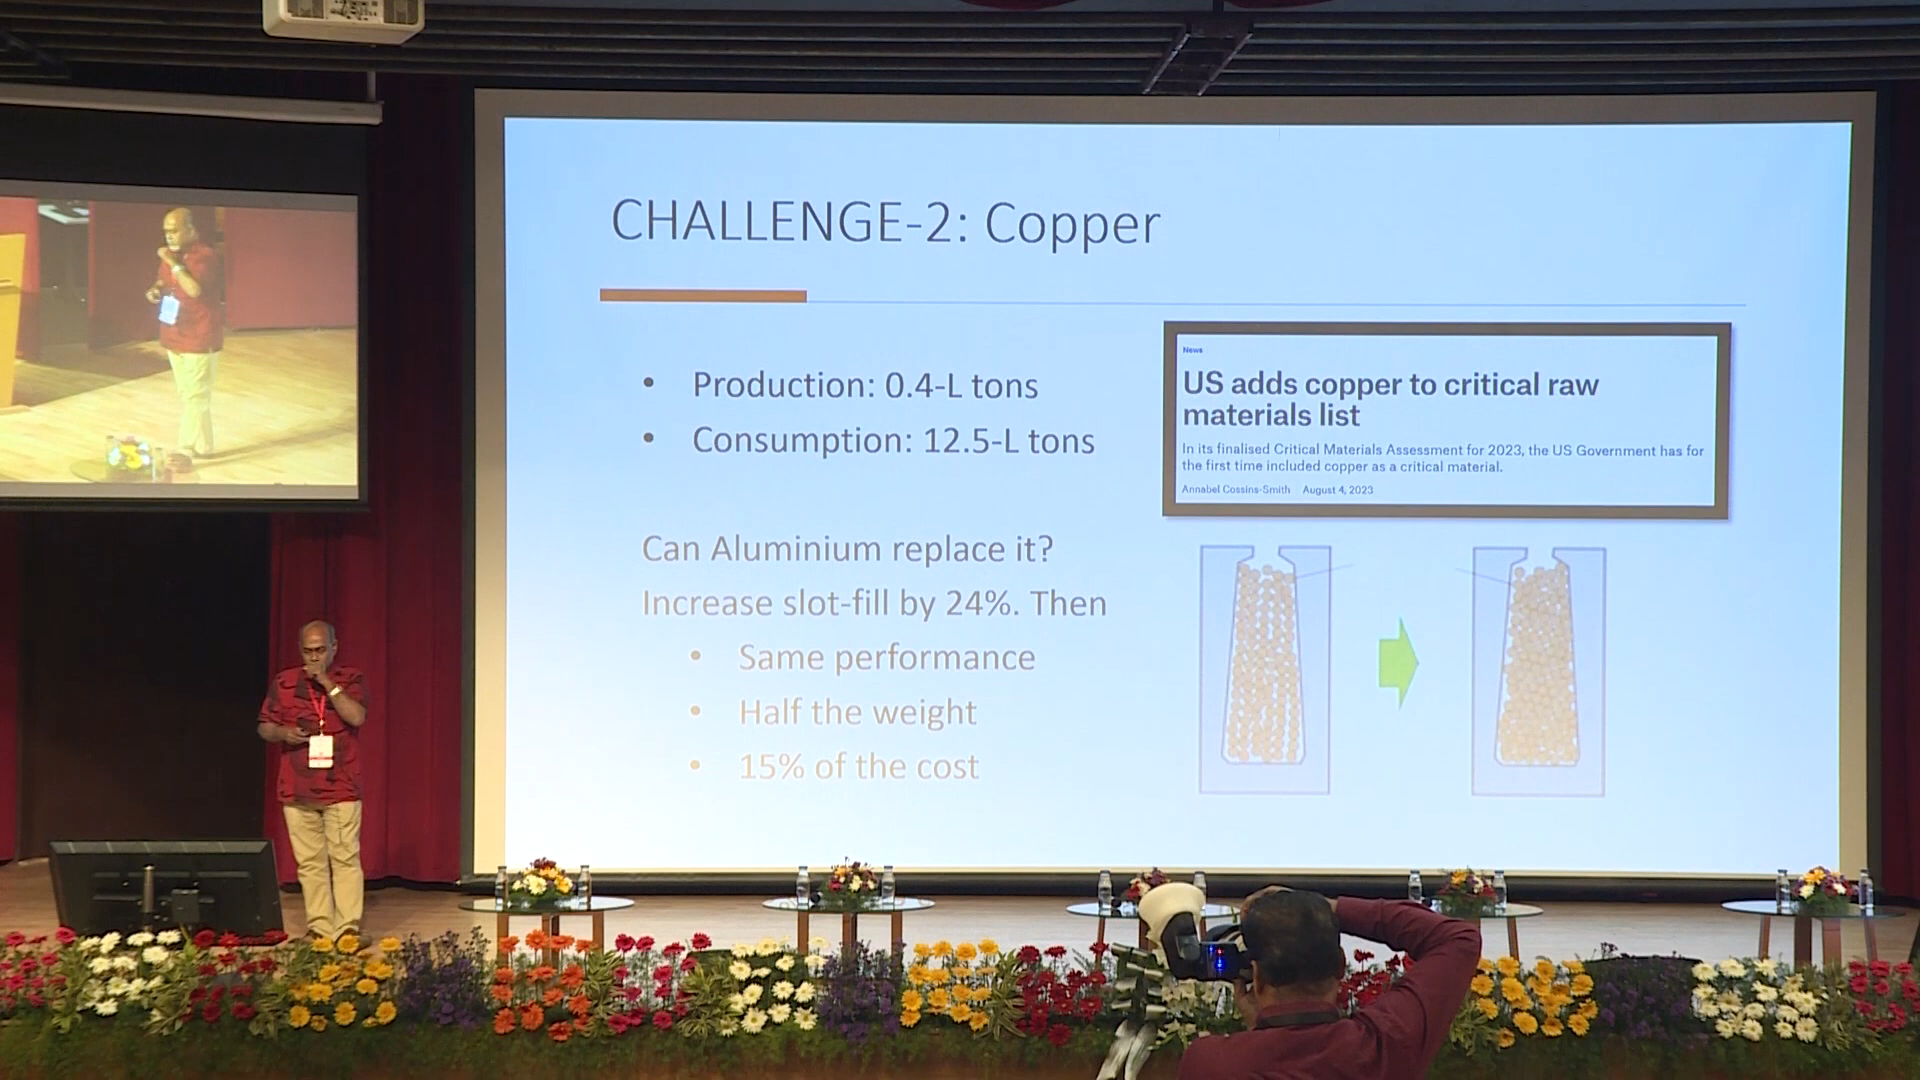 CHALLENGE-2: Copper
• Production: 0.4-L tons
• Consumption: 12.5-L tons
Can Aluminium replace it?
Increase slot-fill by 24%. Then
• Same performance
• Half the weight
• 15% of the cost
News
US adds copper to critical raw
materials list
In its finalised Critical Materials Assessment for 2023, the US Government has for
the first time included copper as a critical material.
Annabel Cossins-Smith August 4, 2023